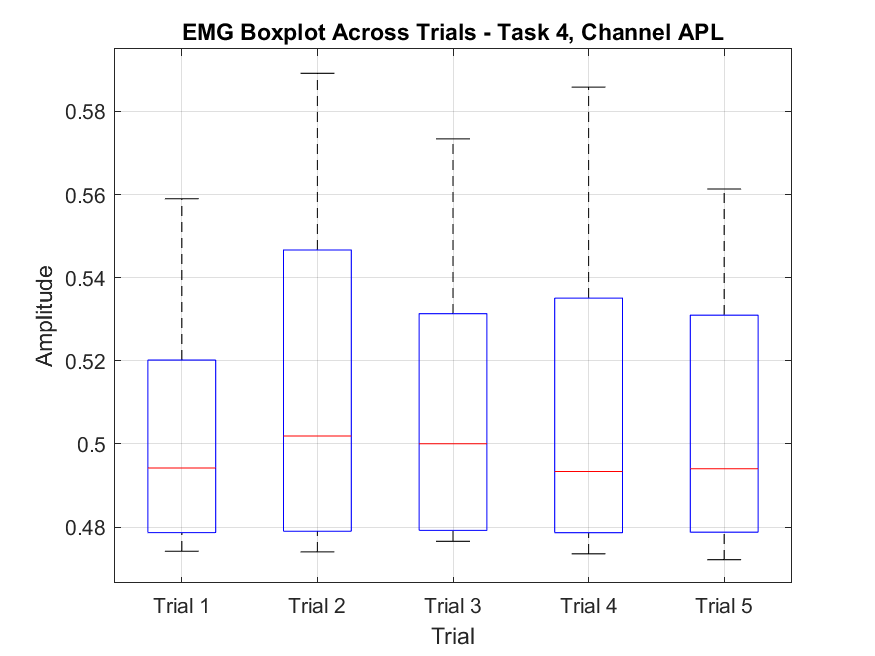 EMG Boxplot Across Trials - Task 4, Channel APL
0.58
0.56
0.54
0.52
0.5
0.48
Amplitude
Trial 1 Trial 2 Trial 3 Trial 4 Trial 5
Trial